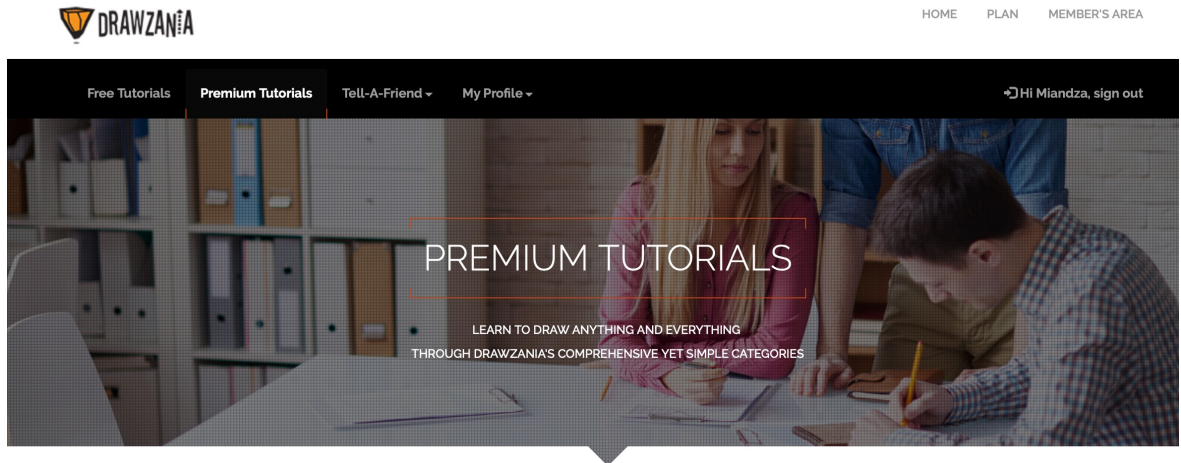 DRAWZANIA
HOME PLAN MEMBER'S AREA
Free Tutorials Premium Tutorials Tell-A-Friend My Profile Hi Miandza, sign out
PREMIUM TUTORIALS
LEARN TO DRAW ANYTHING AND EVERYTHING
THROUGH DRAWZANIA'S COMPREHENSIVE YET SIMPLE CATEGORIES